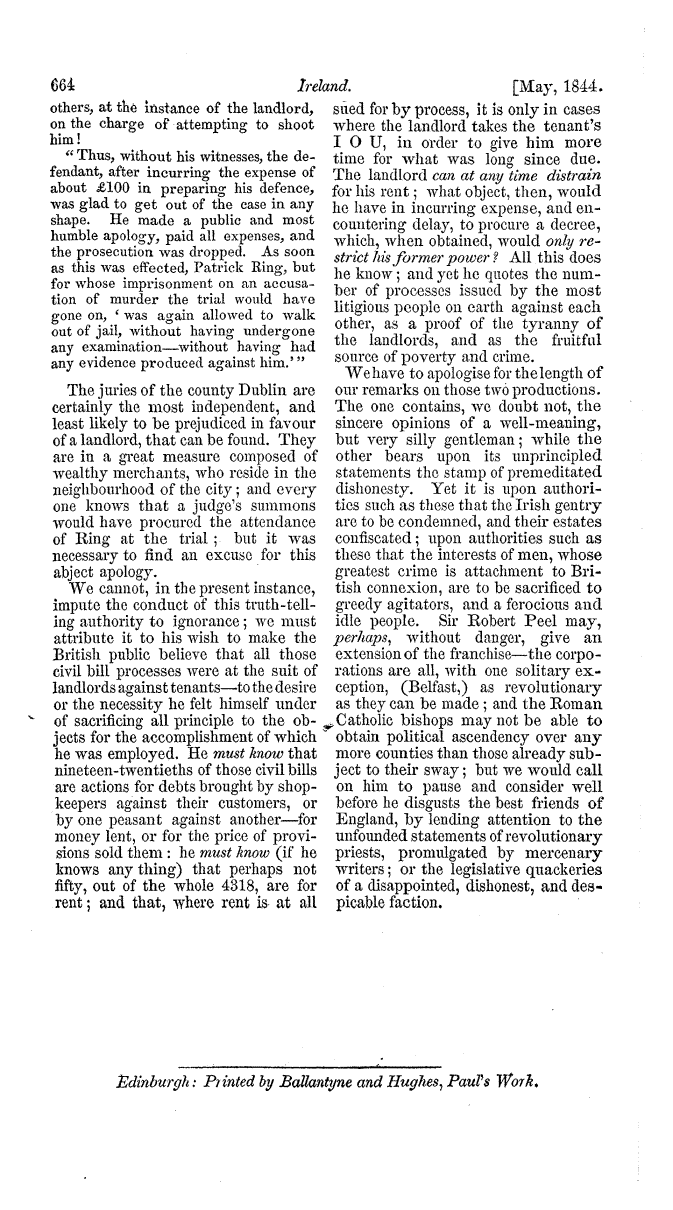 664
Ireland.
[May, 1844.
others, at the instance of the landlord,
on the charge of attempting to shoot
him!
“Thus, without his witnesses, the de-
fendant, after incurring the expense of
about £100 in preparing his defence,
was glad to get out of the case in any
shape. He made a public and most
humble apology, paid all expenses, and
the prosecution was dropped. As soon
as this was effected, Patrick Ring, but
for whose imprisonment on an accusa-
tion of murder the trial would have
gone on, ‘was again allowed to walk
out of jail, without having undergone
any examination—without having had
any evidence produced against him.’”
The juries of the county Dublin are
certainly the most independent, and
least likely to be prejudiced in favour
of a landlord, that can be found. They
are in a great measure composed of
wealthy merchants, who reside in the
neighbourhood of the city; and every
one knows that a judge's summons
would have procured the attendance
of Ring at the trial; but it was
necessary to find an excuse for this
abject apology.
We cannot, in the present instance,
impute the conduct of this truth-tell-
ing authority to ignorance; we must
attribute it to his wish to make the
British public believe that all those
civil bill processes were at the suit of
landlords against tenants—to the desire
or the necessity he felt himself under
of sacrificing all principle to the ob-
jects for the accomplishment of which
he was employed. He must know that
nineteen-twentieths of those civil bills
are actions for debts brought by shop-
keepers against their customers, or
by one peasant against another—for
money lent, or for the price of provi-
sions sold them: he must know (if he
knows any thing) that perhaps not
fifty, out of the whole 4318, are for
rent; and that, where rent is at all
sued for by process, it is only in cases
where the landlord takes the tenant's
I O U, in order to give him more
time for what was long since due.
The landlord can at any time distrain
for his rent; what object, then, would
he have in incurring expense, and en-
countering delay, to procure a decree,
which, when obtained, would only re-
strict his former power? All this does
he know; and yet he quotes the num-
ber of processes issued by the most
litigious people on earth against each
other, as a proof of the tyranny of
the landlords, and as the fruitful
source of poverty and crime.
We have to apologise for the length of
our remarks on those two productions.
The one contains, we doubt not, the
sincere opinions of a well-meaning,
but very silly gentleman; while the
other bears upon its unprincipled
statements the stamp of premeditated
dishonesty. Yet it is upon authori-
ties such as these that the Irish gentry
are to be condemned, and their estates
confiscated; upon authorities such as
these that the interests of men, whose
greatest crime is attachment to Bri-
tish connexion, are to be sacrificed to
greedy agitators, and a ferocious and
idle people. Sir Robert Peel may,
perhaps, without danger, give an
extension of the franchise—the corpo-
rations are all, with one solitary ex-
ception, (Belfast,) as revolutionary
as they can be made; and the Roman
Catholic bishops may not be able to
obtain political ascendency over any
more counties than those already sub-
ject to their sway; but we would call
on him to pause and consider well
before he disgusts the best friends of
England, by lending attention to the
unfounded statements of revolutionary
priests, promulgated by mercenary
writers; or the legislative quackeries
of a disappointed, dishonest, and des-
picable faction.
Edinburgh: Printed by Ballantyne and Hughes, Paul's Work.